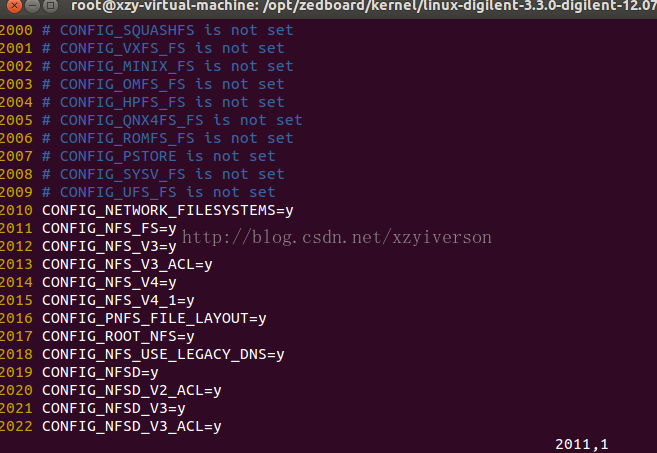 root@xzy-virtual-machine: /opt/zedboard/kernel/linux-digilent-3.3.0-digilent-12.07
2000 # CONFIG_SQUASHFS is not set
2001 # CONFIG_VXFS_FS is not set
2002 # CONFIG_MINIX_FS is not set
2003 # CONFIG_OMFS_FS is not set
2004 # CONFIG_HPFS_FS is not set
2005 # CONFIG_QNX4FS_FS is not set
2006 # CONFIG_ROMFS_FS is not set
2007 # CONFIG_PSTORE is not set
2008 # CONFIG_SYSV_FS is not set
2009 # CONFIG_UFS_FS is not set
2010 CONFIG_NETWORK_FILESYSTEMS=y
2011 CONFIG_NFS_FS=y
http://blog.csdn.net/xzyiverson
2012 CONFIG_NFS_V3=y
2013 CONFIG_NFS_V3_ACL=y
2014 CONFIG_NFS_V4=y
2015 CONFIG_NFS_V4_1=y
2016 CONFIG_PNFS_FILE_LAYOUT=y
2017 CONFIG_ROOT_NFS=y
2018 CONFIG_NFS_USE_LEGACY_DNS=y
2019 CONFIG_NFSD=y
2020 CONFIG_NFSD_V2_ACL=y
2021 CONFIG_NFSD_V3=y
2022 CONFIG_NFSD_V3_ACL=y
2011,1